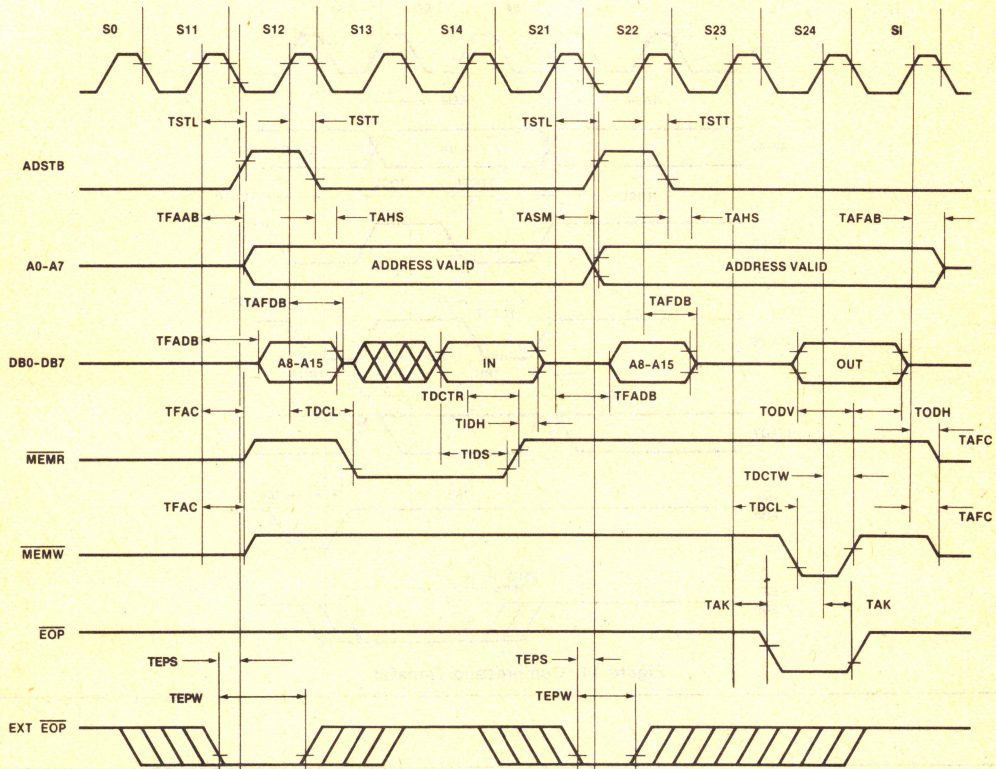 S0 S11 S12 S13 S14 S21 S22 S23 S24 SI
TSTL TSTT TSTL TSTT
ADSTB
TFAAB TAHS TASM TAHS TAFAB
A0-A7 ADDRESS VALID ADDRESS VALID
TAFDB TAFDB
TFADB
DB0-DB7 A8-A15 IN A8-A15 OUT
TDCTR TFADB
TFAC TDCL TIDH TODV TODH
MEMR TIDS TAFC
TDCTW
TFAC TDCL TAFC
MEMW
TAK TAK
EOP
TEPS TEPS
TEPW TEPW
EXT EOP